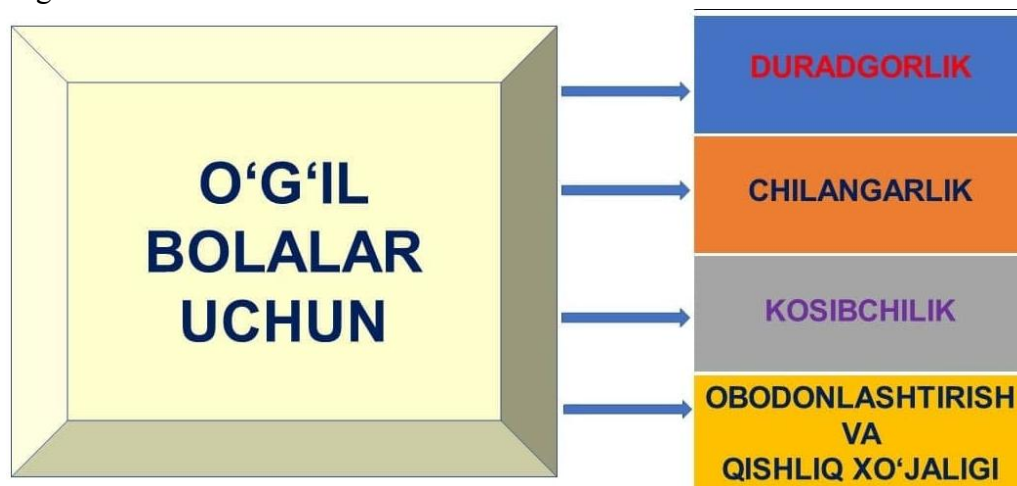 O‘G‘IL
BOLALAR
UCHUN
DURADGORLIK
CHILANGARLIK
KOSIBCHILIK
OBODONLASHTIRISH
VA
QISHLIQ XO‘JALIGI